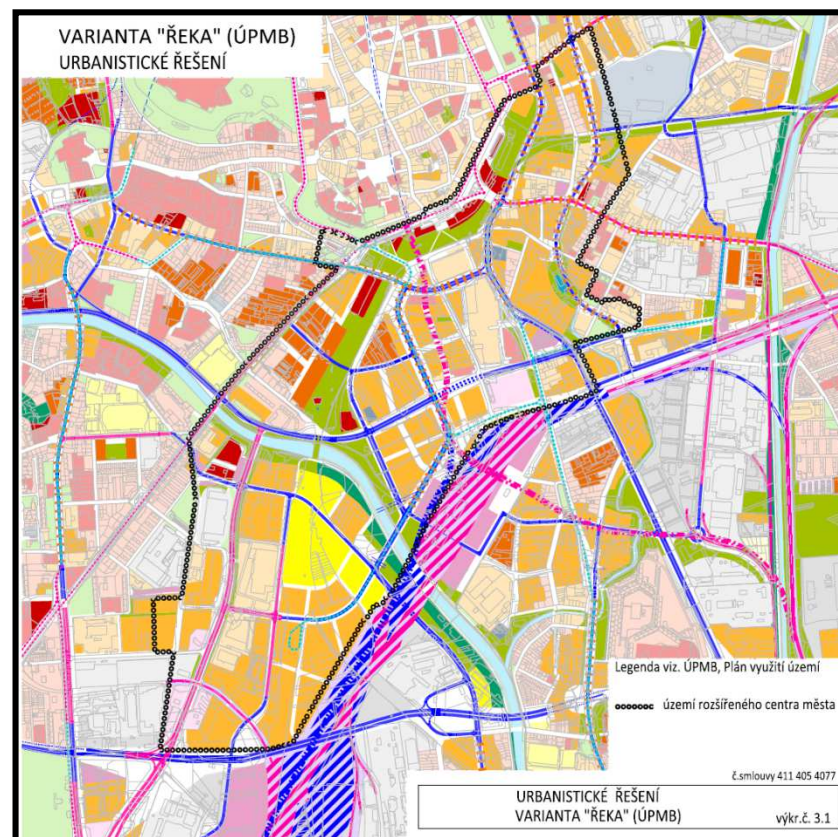 VARIANTA "ŘEKA" (ÚPMB)
URBANISTICKÉ ŘEŠENÍ
Legenda viz. ÚPMB, Plán využití území
území rozšířeného centra města
č.smlouvy 411 405 4077
URBANISTICKÉ ŘEŠENÍ
VARIANTA "ŘEKA" (ÚPMB)
výkr.č. 3.1